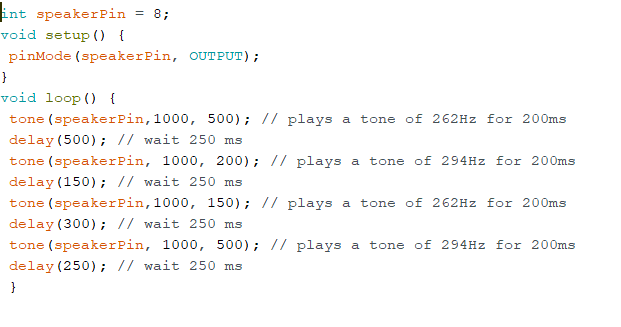 int speakerPin = 8;
void setup() {
pinMode(speakerPin, OUTPUT);
}
void loop() {
tone(speakerPin,1000, 500); // plays a tone of 262Hz for 200ms
delay(500); // wait 250 ms
tone(speakerPin, 1000, 200); // plays a tone of 294Hz for 200ms
delay(150); // wait 250 ms
tone(speakerPin,1000, 150); // plays a tone of 262Hz for 200ms
delay(300); // wait 250 ms
tone(speakerPin, 1000, 500); // plays a tone of 294Hz for 200ms
delay(250); // wait 250 ms
}